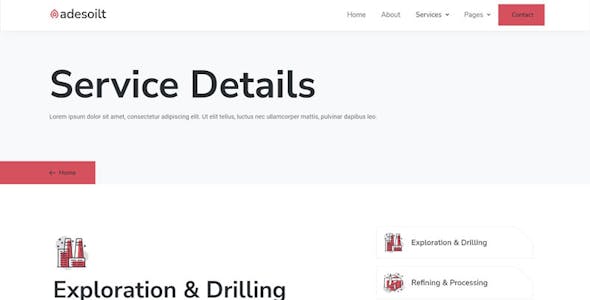 adesoilt
Home About Services Pages Contact
Service Details
Lorem ipsum dolor sit amet, consectetur adipiscing elit. Ut elit tellus, luctus nec ullamcorper mattis, pulvinar dapibus leo.
Home
Exploration & Drilling
Exploration & Drilling
Refining & Processing